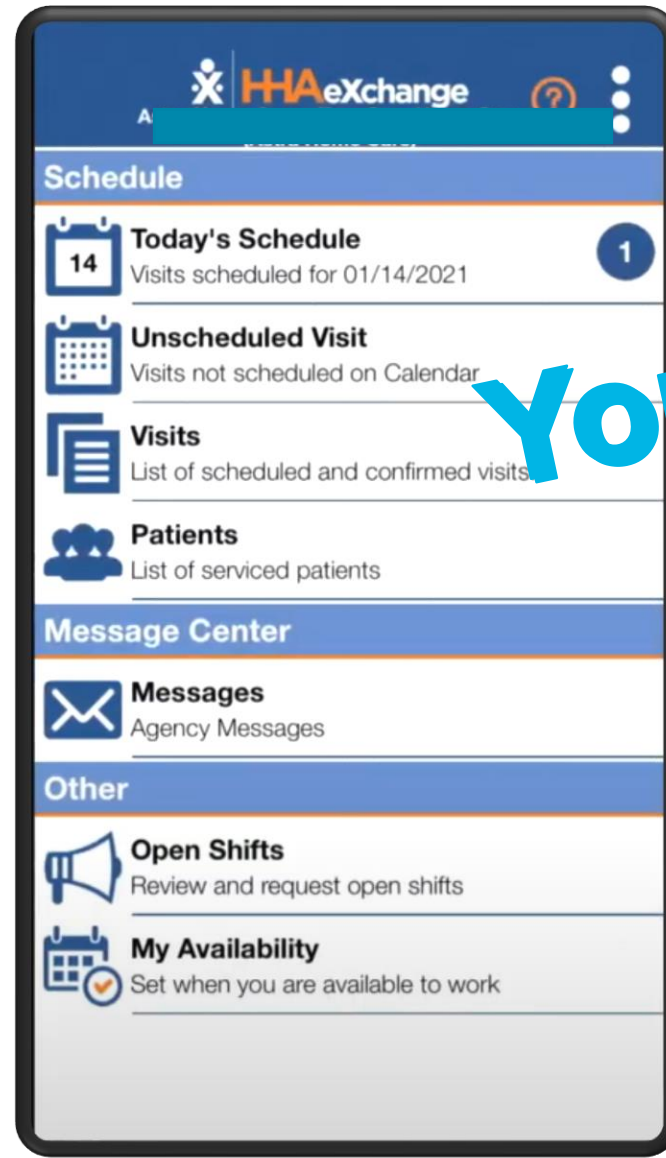 HHAeXchange
?
A
Schedule
14
Today's Schedule
Visits scheduled for 01/14/2021
1
Unscheduled Visit
Visits not scheduled on Calendar
Yo
Visits
List of scheduled and confirmed visits
Patients
List of serviced patients
Message Center
Messages
Agency Messages
Other
Open Shifts
Review and request open shifts
My Availability
Set when you are available to work